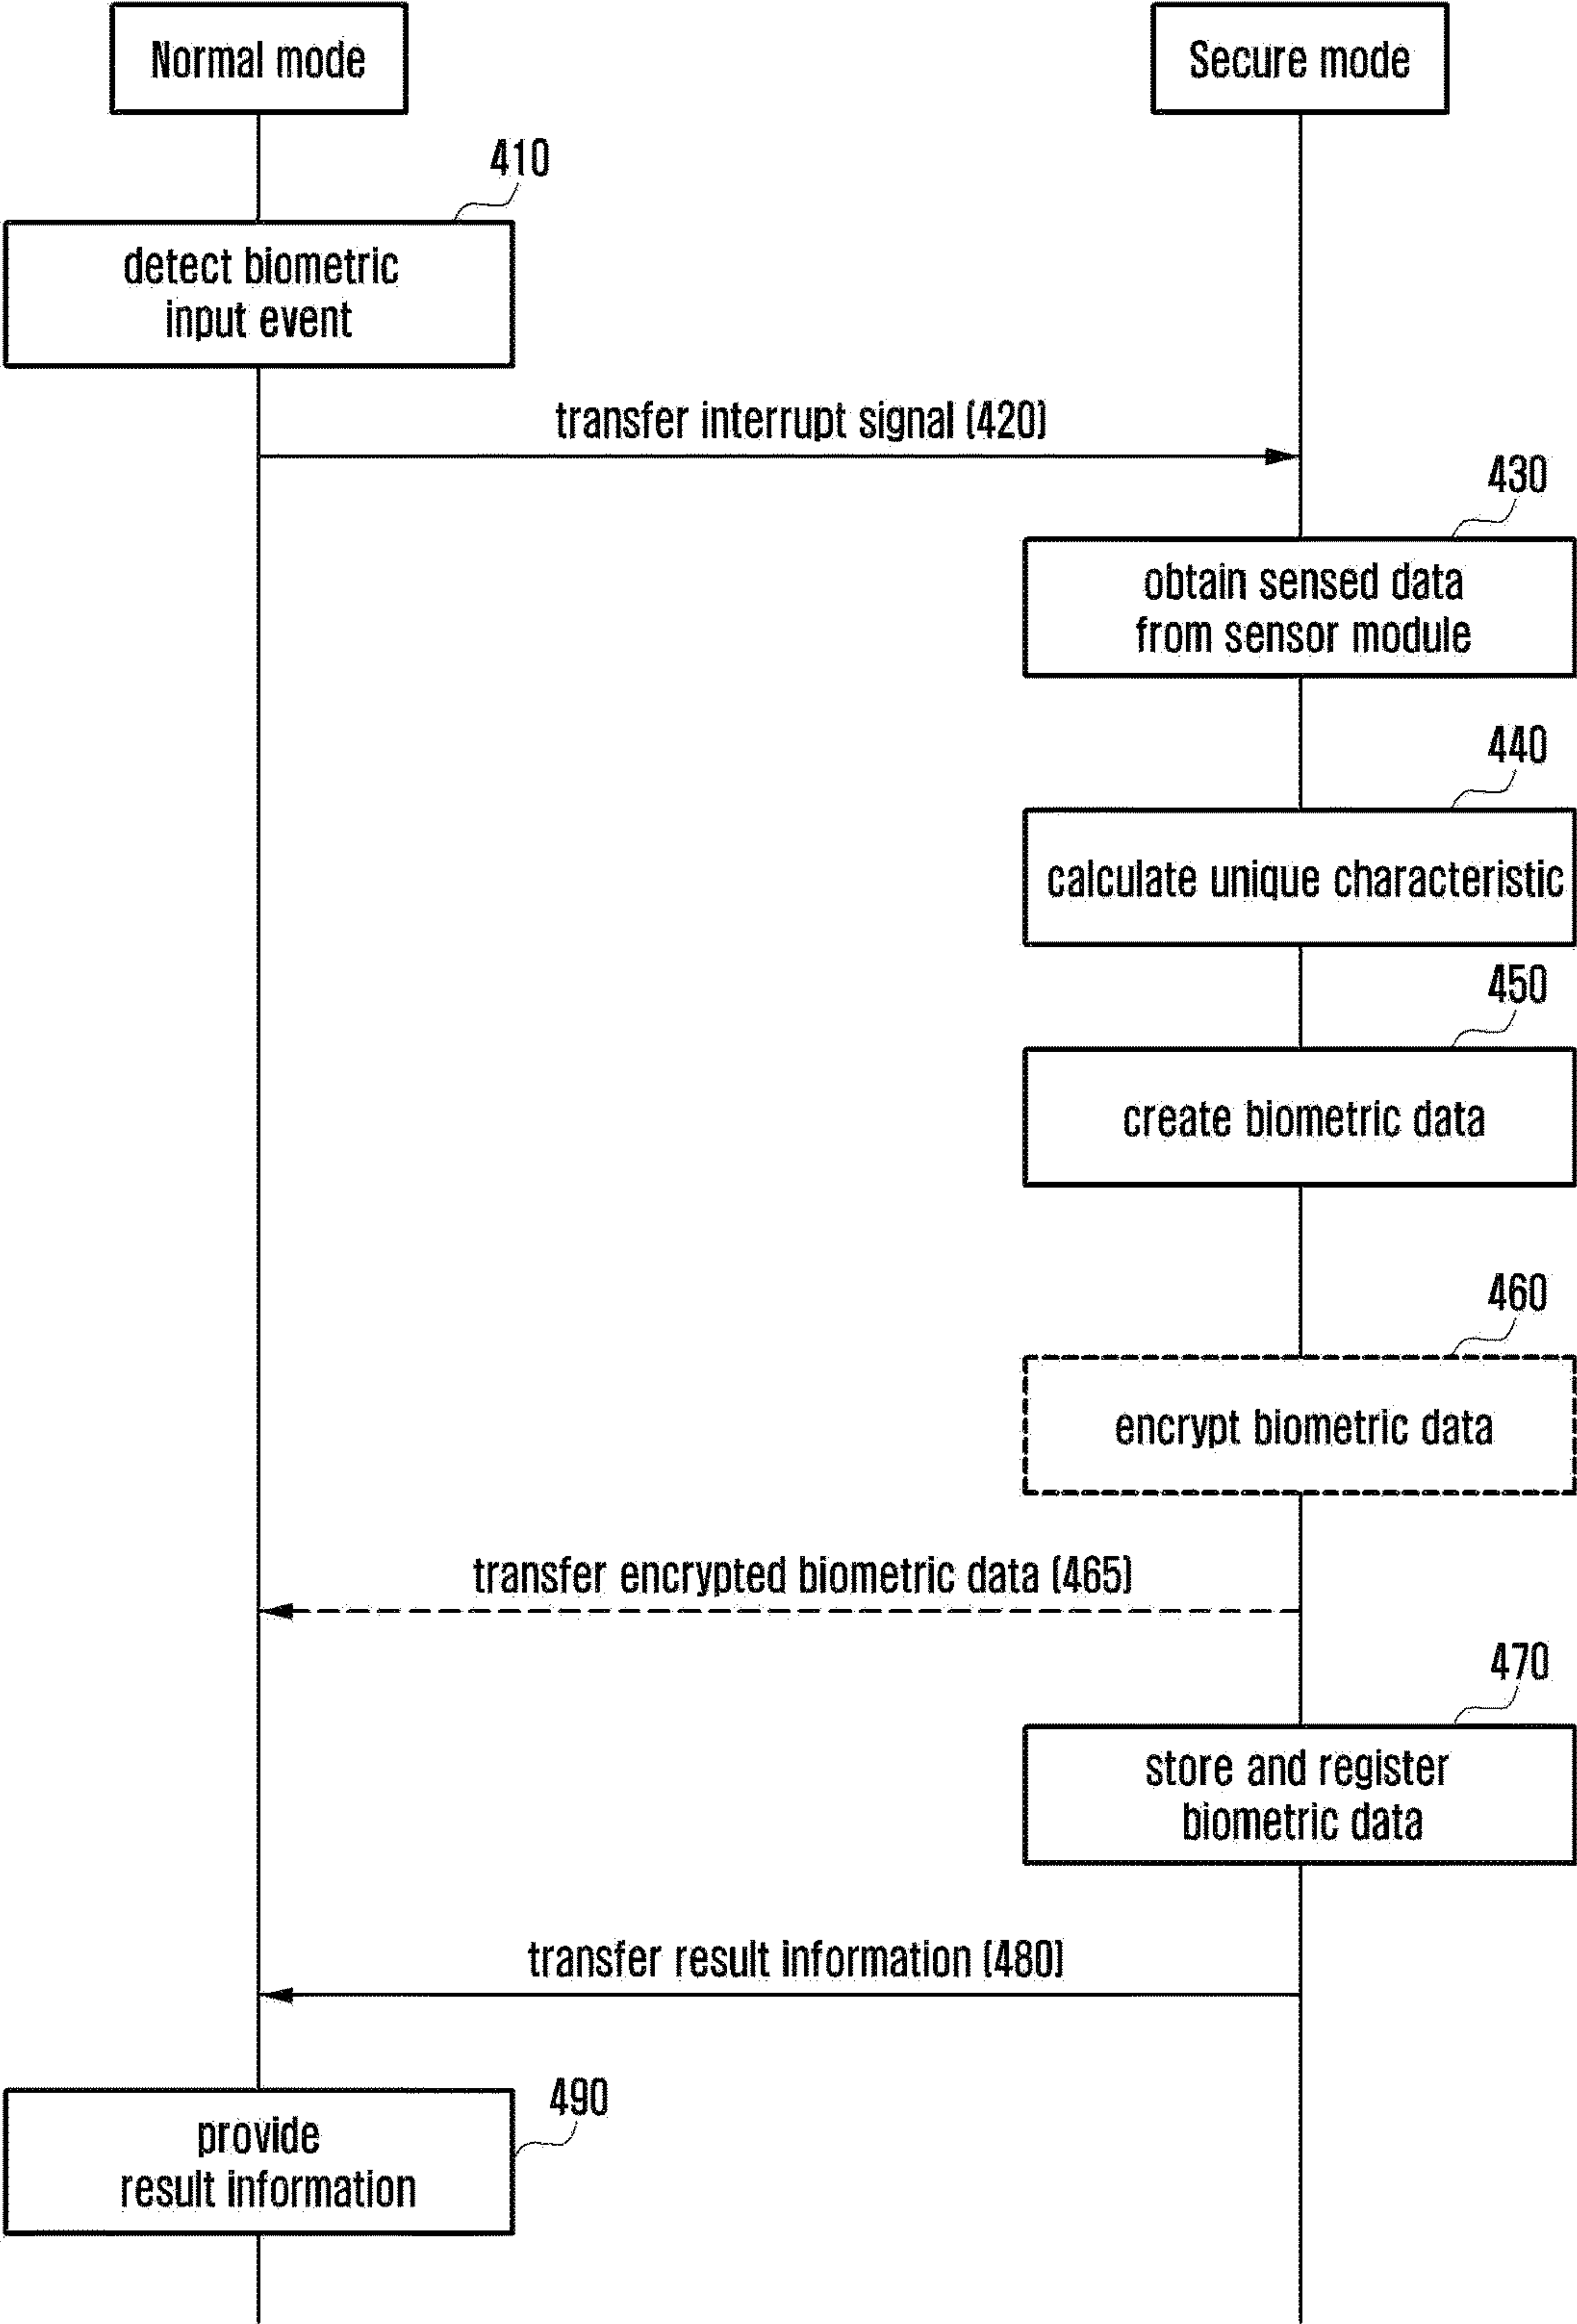 Normal mode
Secure mode
410
detect biometric
input event
transfer interrupt signal (420)
430
obtain sensed data
from sensor module
440
calculate unique characteristic
450
create biometric data
460
encrypt biometric data
transfer encrypted biometric data (465)
470
store and register
biometric data
transfer result information (480)
490
provide
result information